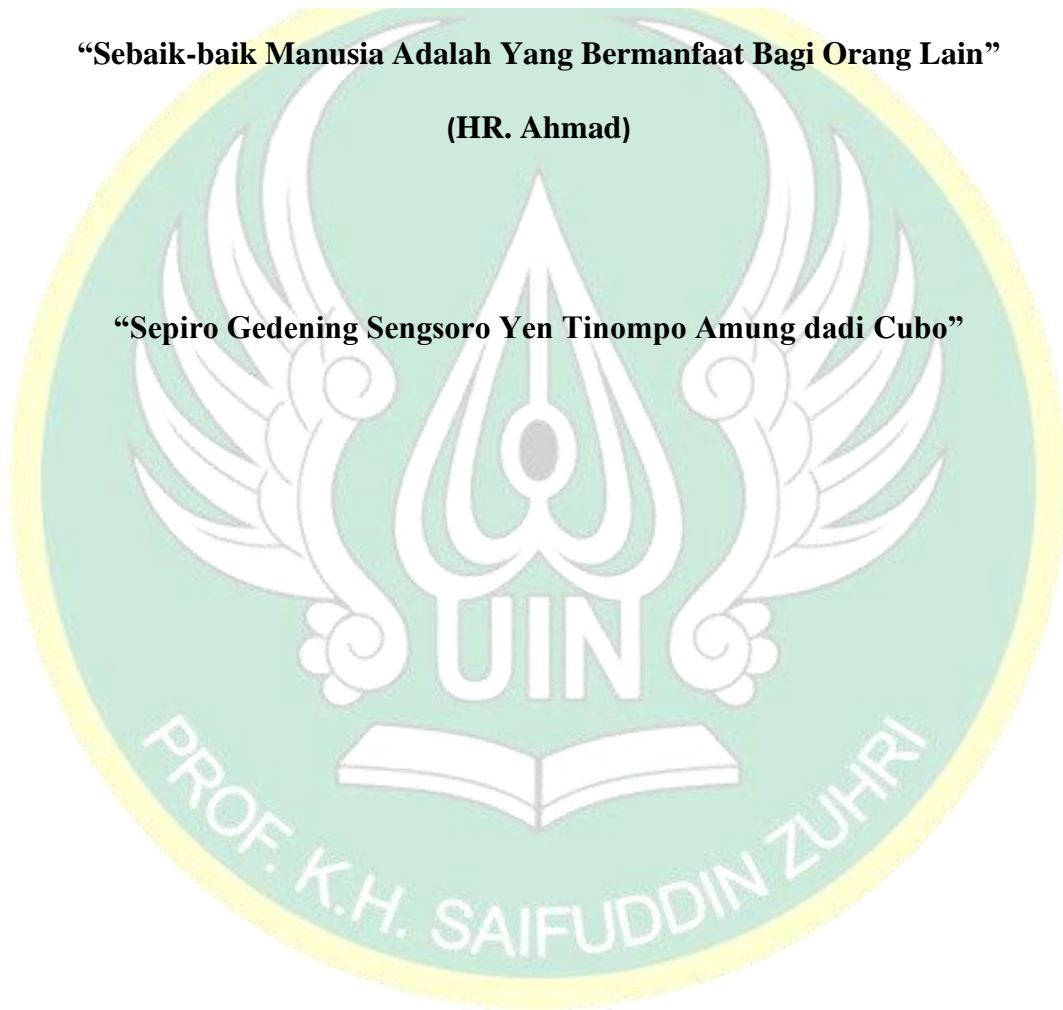 “Sebaik-baik Manusia Adalah Yang Bermanfaat Bagi Orang Lain”
(HR. Ahmad)
“Sepiro Gedening Sengsoro Yen Tinompo Amung dadi Cubo”
UIN
PROF. K.H. SAIFUDDIN ZUHRI